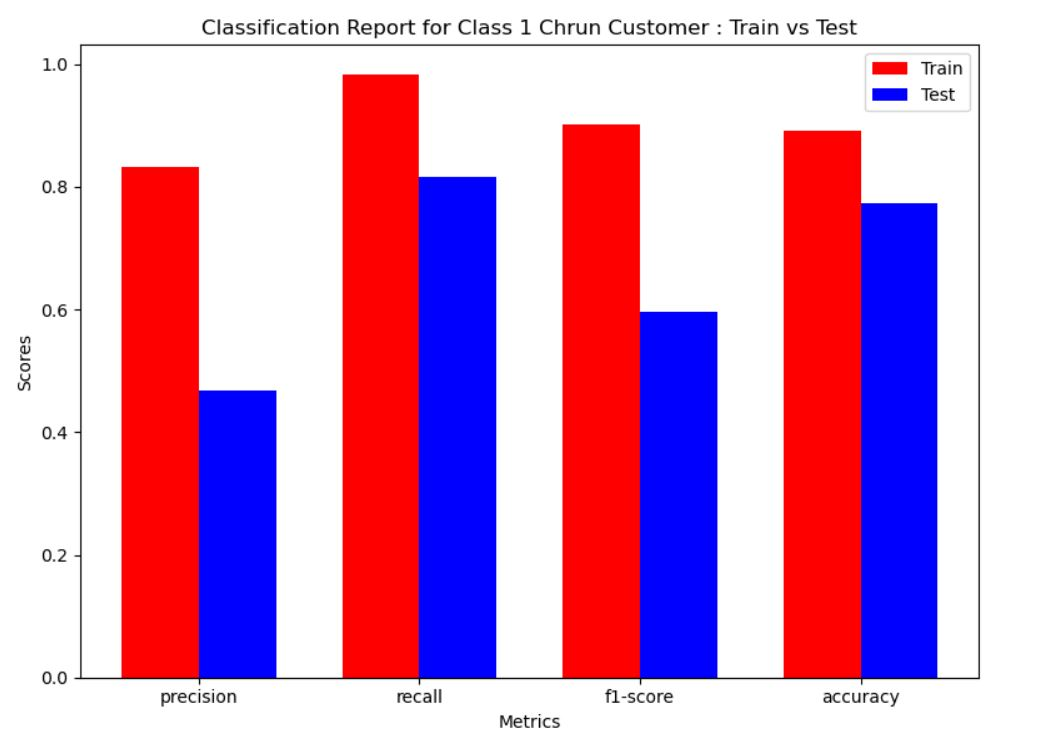 Classification Report for Class 1 Chrun Customer : Train vs Test
Train
Test
Scores
1.0
0.8
0.6
0.4
0.2
0.0
precision recall f1-score accuracy
Metrics